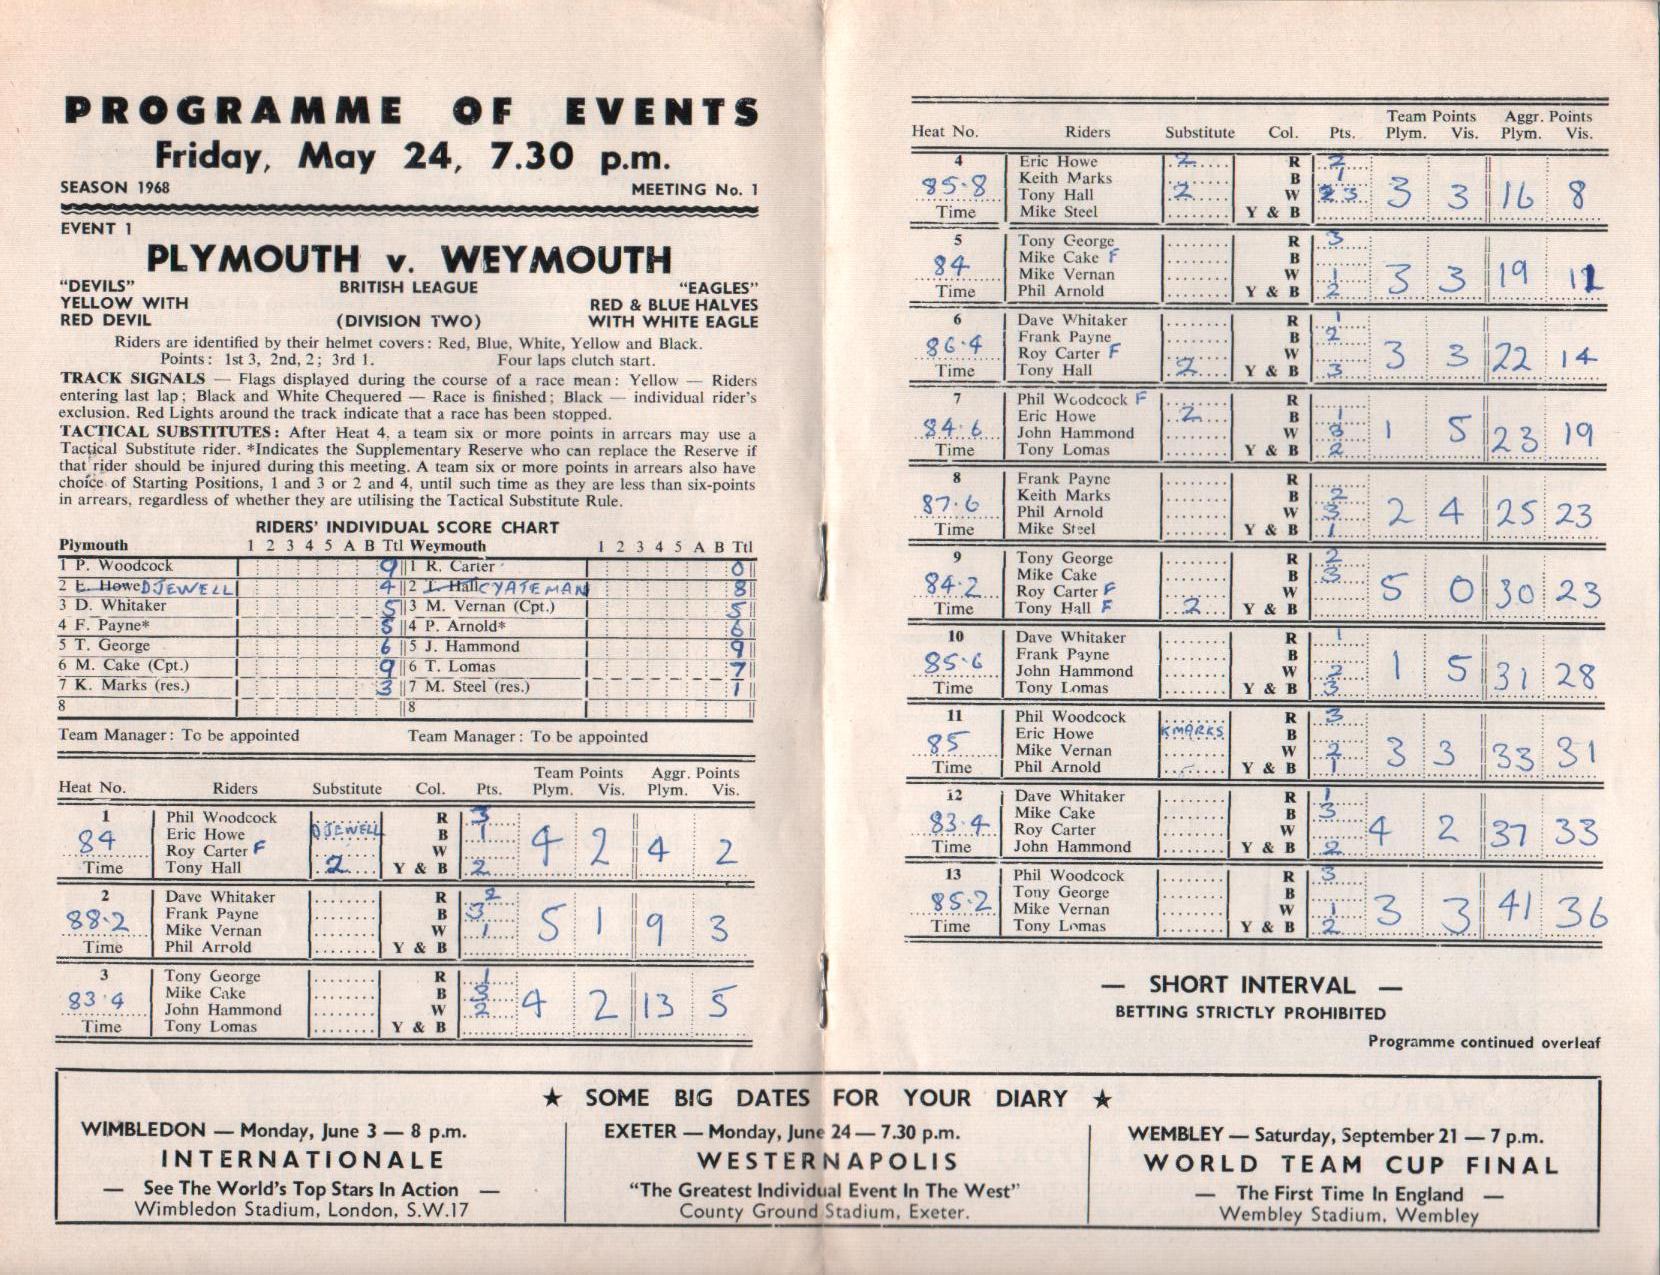 PROGRAMME OF EVENTS
Friday, May 24, 7.30 p.m.
SEASON 1968 MEETING No. 1
EVENT 1
PLYMOUTH v. WEYMOUTH
"DEVILS" BRITISH LEAGUE "EAGLES"
YELLOW WITH RED & BLUE HALVES
RED DEVIL (DIVISION TWO) WITH WHITE EAGLE
Riders are identified by their helmet covers: Red, Blue, White, Yellow and Black.
Points: 1st 3, 2nd, 2; 3rd 1. Four laps clutch start.
TRACK SIGNALS — Flags displayed during the course of a race mean: Yellow — Riders
entering last lap; Black and White Chequered — Race is finished; Black — individual rider's
exclusion. Red Lights around the track indicate that a race has been stopped.
TACTICAL SUBSTITUTES: After Heat 4, a team six or more points in arrears may use a
Tactical Substitute rider. *Indicates the Supplementary Reserve who can replace the Reserve if
that rider should be injured during this meeting. A team six or more points in arrears also have
choice of Starting Positions, 1 and 3 or 2 and 4, until such time as they are less than six-points
in arrears, regardless of whether they are utilising the Tactical Substitute Rule.
RIDERS' INDIVIDUAL SCORE CHART
Plymouth 1 2 3 4 5 A B Ttl Weymouth 1 2 3 4 5 A B Ttl
1 P. Woodcock 9 1 R. Carter 0
2 E. Howe D JEWELL 4 2 T. Hall C YATEMAN 8
3 D. Whitaker 5 3 M. Vernan (Cpt.) 5
4 F. Payne* 5 4 P. Arnold* 6
5 T. George 6 5 J. Hammond 9
6 M. Cake (Cpt.) 9 6 T. Lomas 7
7 K. Marks (res.) 3 7 M. Steel (res.) 1
8 8
Team Manager: To be appointed Team Manager: To be appointed
Team Points Aggr. Points
Heat No. Riders Substitute Col. Pts. Plym. Vis. Plym. Vis.
1 Phil Woodcock R 3
84 Eric Howe D JEWELL B 1 4 2 4 2
Roy Carter F W
Time Tony Hall 2 Y & B 2
2 Dave Whitaker R 2
88.2 Frank Payne B 3 5 1 9 3
Mike Vernan W 1
Time Phil Arnold Y & B
3 Tony George R 1
83.4 Mike Cake B 3 4 2 13 5
John Hammond W 2
Time Tony Lomas Y & B
Team Points Aggr. Points
Heat No. Riders Substitute Col. Pts. Plym. Vis. Plym. Vis.
4 Eric Howe 2 R 2
85.8 Keith Marks B 1 3 3 16 8
Tony Hall 2 W 3
Time Mike Steel Y & B
5 Tony George R 3
84 Mike Cake F B 3 3 19 11
Mike Vernan W 1
Time Phil Arnold Y & B 2
6 Dave Whitaker R 1
86.4 Frank Payne B 2 3 3 22 14
Roy Carter F W
Time Tony Hall 2 Y & B 3
7 Phil Woodcock F R
84.6 Eric Howe 2 B 1 1 5 23 19
John Hammond W 3
Time Tony Lomas Y & B 2
8 Frank Payne R
87.6 Keith Marks B 2 2 4 25 23
Phil Arnold W 3
Time Mike Steel Y & B 1
9 Tony George R 2
84.2 Mike Cake B 3 5 0 30 23
Roy Carter F W
Time Tony Hall F 2 Y & B
10 Dave Whitaker R 1
85.6 Frank Payne B 1 5 31 28
John Hammond W 2
Time Tony Lomas Y & B 3
11 Phil Woodcock R 3
85 Eric Howe K MARKS B 3 3 33 31
Mike Vernan W 2
Time Phil Arnold Y & B 1
12 Dave Whitaker R 1
83.4 Mike Cake B 3 4 2 37 33
Roy Carter W
Time John Hammond Y & B 2
13 Phil Woodcock R 3
85.2 Tony George B 3 3 41 36
Mike Vernan W 1
Time Tony Lomas Y & B 2
— SHORT INTERVAL —
BETTING STRICTLY PROHIBITED
Programme continued overleaf
★ SOME BIG DATES FOR YOUR DIARY ★
WIMBLEDON — Monday, June 3 — 8 p.m.
INTERNATIONALE
— See The World's Top Stars In Action —
Wimbledon Stadium, London, S.W.17
EXETER — Monday, June 24 — 7.30 p.m.
WESTERNAPOLIS
"The Greatest Individual Event In The West"
County Ground Stadium, Exeter.
WEMBLEY — Saturday, September 21 — 7 p.m.
WORLD TEAM CUP FINAL
— The First Time In England —
Wembley Stadium, Wembley